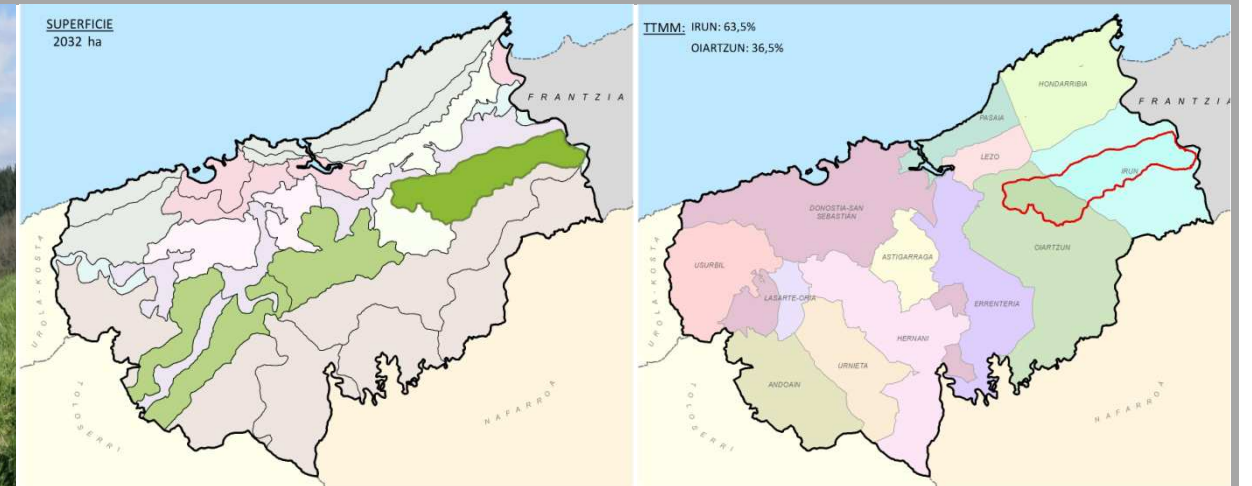 SUPERFICIE
2032 ha
FRANTZIA
UROLA-KOSTA
TOLOSERRI
NAFARROA
TTMM: IRUN: 63,5%
OIARTZUN: 36,5%
HONDARRIBIA
FRANTZIA
PASAIA
LEZO
IRUN
DONOSTIA-SAN
SEBASTIÁN
OIARTZUN
ASTIGARRAGA
USURBIL
LASARTE-ORIA
ERRENTERIA
HERNANI
URNIETA
ANDOAIN
UROLA-KOSTA
TOLOSERRI
NAFARROA